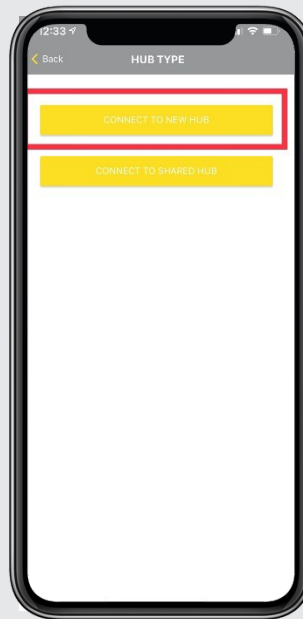 12:33
Back
HUB TYPE
CONNECT TO NEW HUB
CONNECT TO SHARED HUB